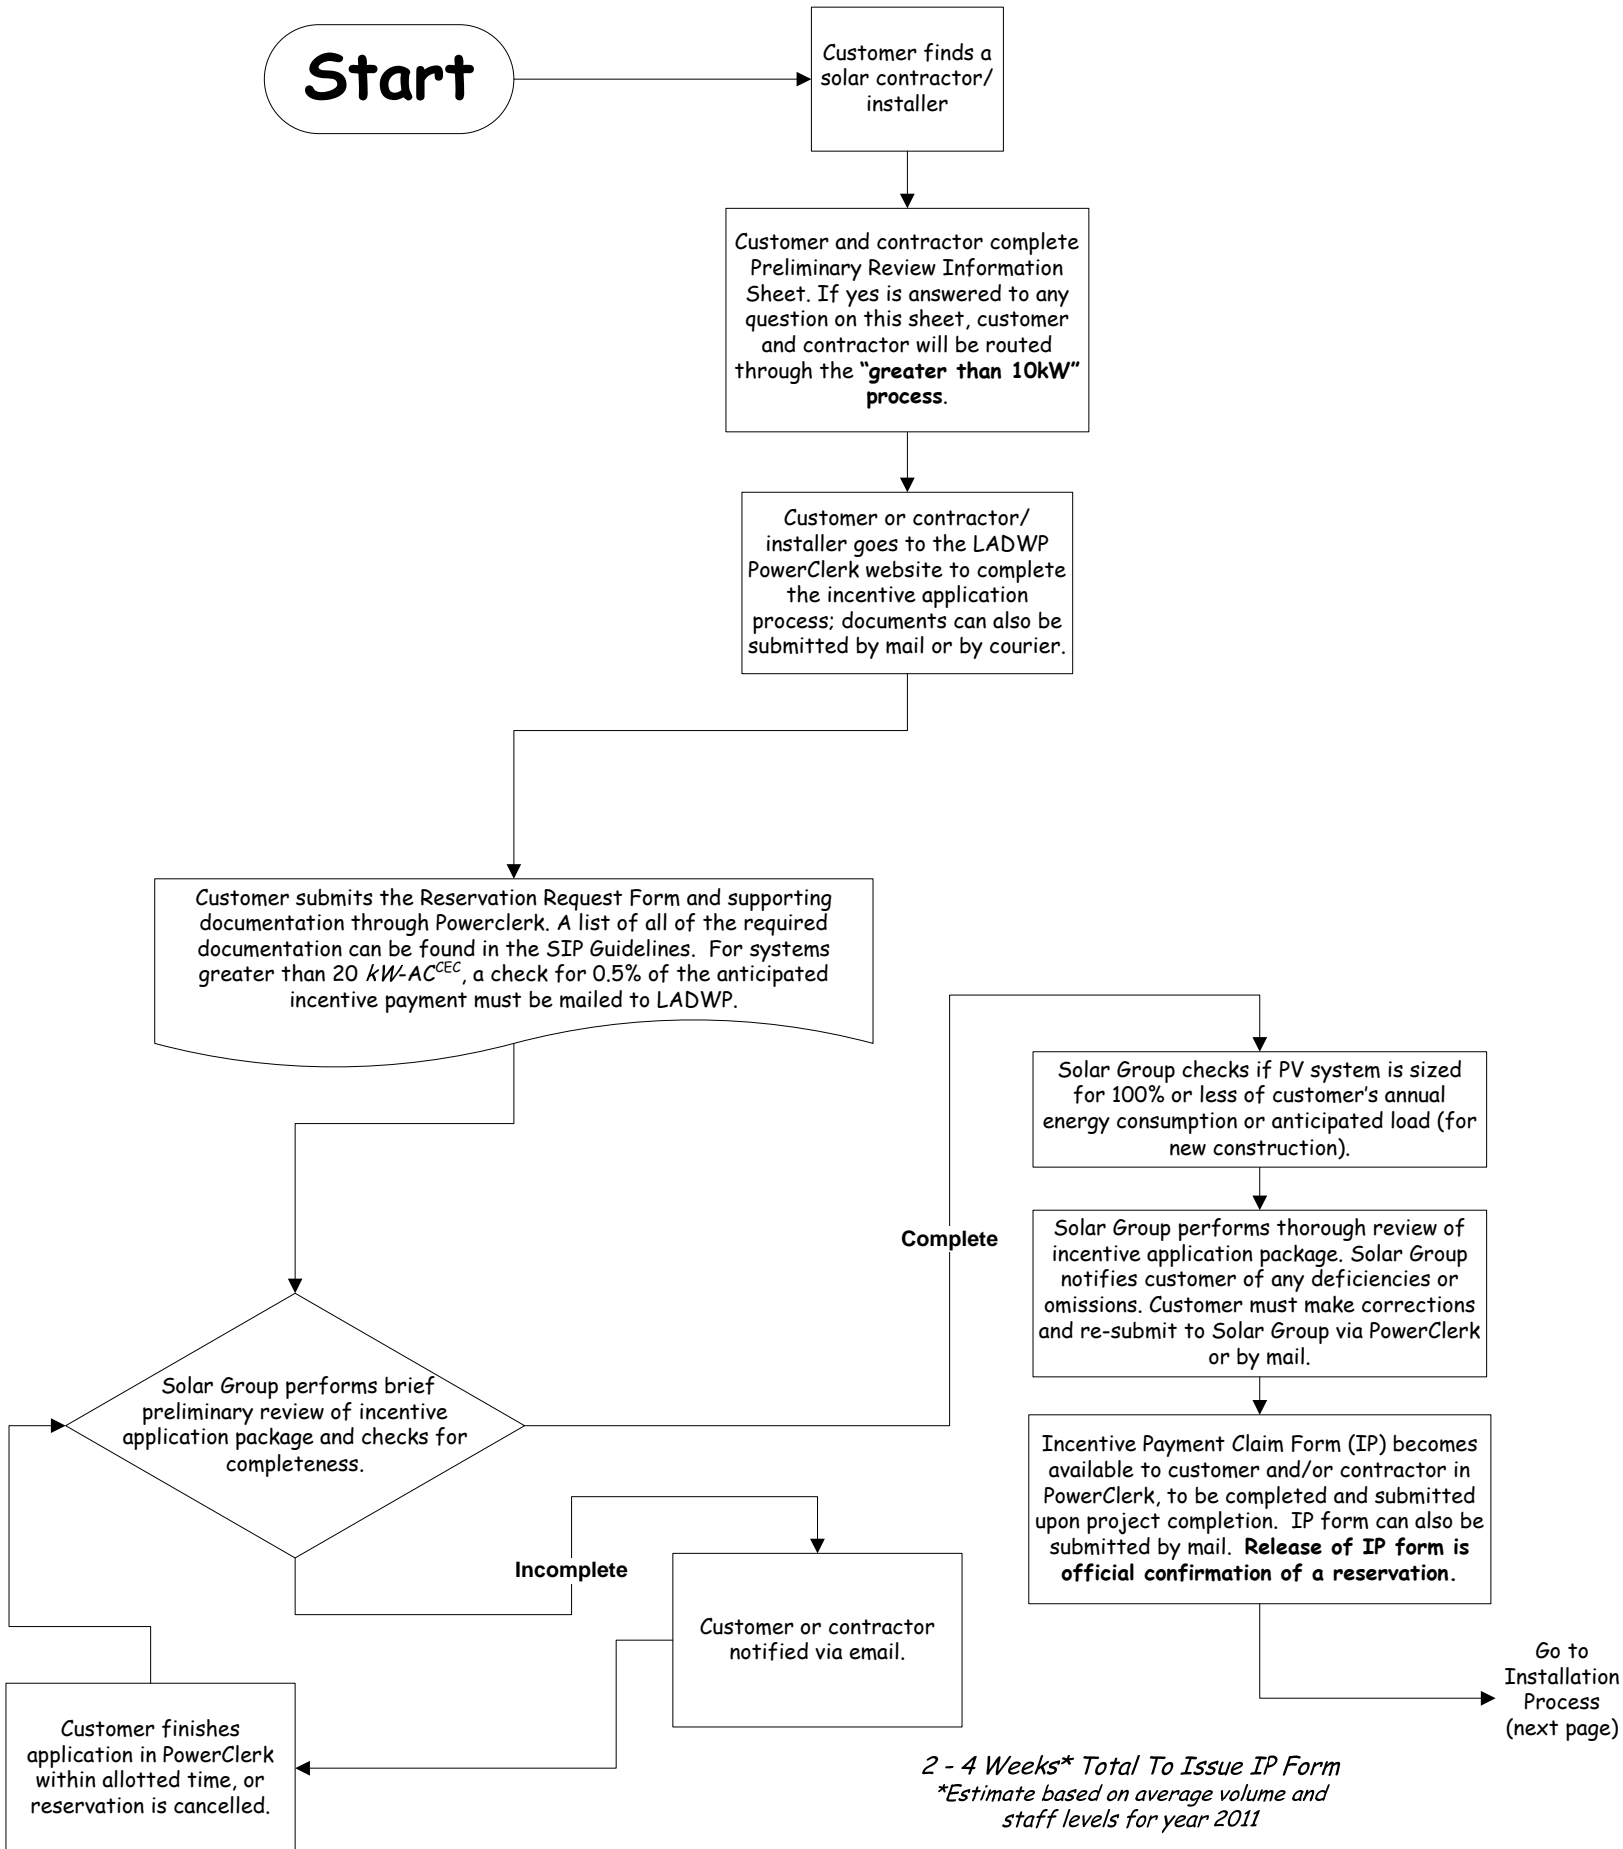 Start
Customer finds a
solar contractor/
installer
Customer and contractor complete
Preliminary Review Information
Sheet. If yes is answered to any
question on this sheet, customer
and contractor will be routed
through the “greater than 10kW”
process.
Customer or contractor/
installer goes to the LADWP
PowerClerk website to complete
the incentive application
process; documents can also be
submitted by mail or by courier.
Customer submits the Reservation Request Form and supporting
documentation through Powerclerk. A list of all of the required
documentation can be found in the SIP Guidelines. For systems
greater than 20 kW-AC^CEC, a check for 0.5% of the anticipated
incentive payment must be mailed to LADWP.
Solar Group performs brief
preliminary review of incentive
application package and checks for
completeness.
Incomplete
Customer or contractor
notified via email.
Customer finishes
application in PowerClerk
within allotted time, or
reservation is cancelled.
Complete
Solar Group checks if PV system is sized
for 100% or less of customer’s annual
energy consumption or anticipated load (for
new construction).
Solar Group performs thorough review of
incentive application package. Solar Group
notifies customer of any deficiencies or
omissions. Customer must make corrections
and re-submit to Solar Group via PowerClerk
or by mail.
Incentive Payment Claim Form (IP) becomes
available to customer and/or contractor in
PowerClerk, to be completed and submitted
upon project completion. IP form can also be
submitted by mail. Release of IP form is
official confirmation of a reservation.
Go to
Installation
Process
(next page)
2 - 4 Weeks* Total To Issue IP Form
*Estimate based on average volume and
staff levels for year 2011